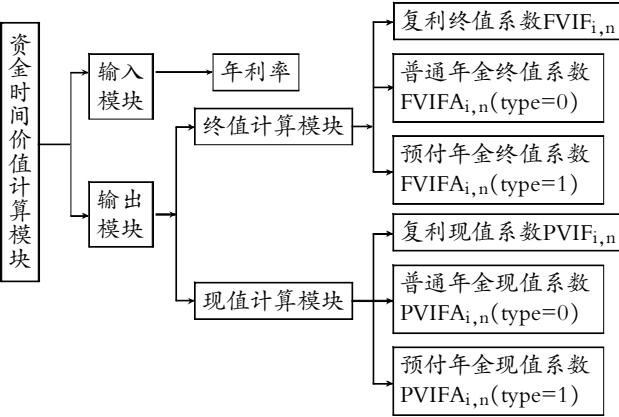 资金时间价值计算模块
输入
模块
年利率
输出
模块
终值计算模块
复利终值系数FVIFi,n
普通年金终值系数
FVIFAi,n(type=0)
预付年金终值系数
FVIFAi,n(type=1)
现值计算模块
复利现值系数PVIFi,n
普通年金现值系数
PVIFAi,n(type=0)
预付年金现值系数
PVIFAi,n(type=1)